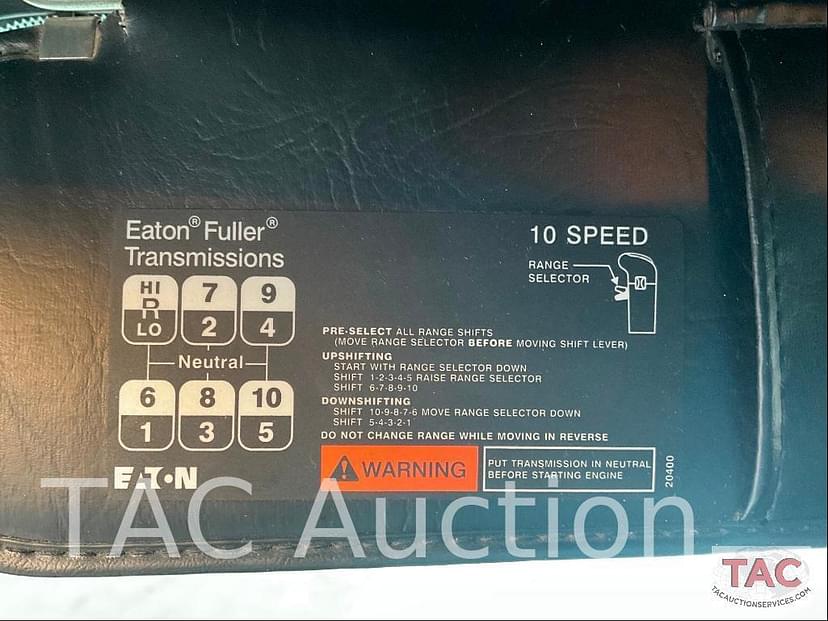 Eaton® Fuller®
Transmissions
10 SPEED
RANGE
SELECTOR
HI
R
LO
7
2
9
4
Neutral
6
1
8
3
10
5
PRE-SELECT ALL RANGE SHIFTS
(MOVE RANGE SELECTOR BEFORE MOVING SHIFT LEVER)
UPSHIFTING
START WITH RANGE SELECTOR DOWN
SHIFT 1-2-3-4-5 RAISE RANGE SELECTOR
SHIFT 6-7-8-9-10
DOWNSHIFTING
SHIFT 10-9-8-7-6 MOVE RANGE SELECTOR DOWN
SHIFT 5-4-3-2-1
DO NOT CHANGE RANGE WHILE MOVING IN REVERSE
WARNING
PUT TRANSMISSION IN NEUTRAL
BEFORE STARTING ENGINE
20400
EAT•N
TAC Auction
TAC
TACAUCTIONSERVICES.COM